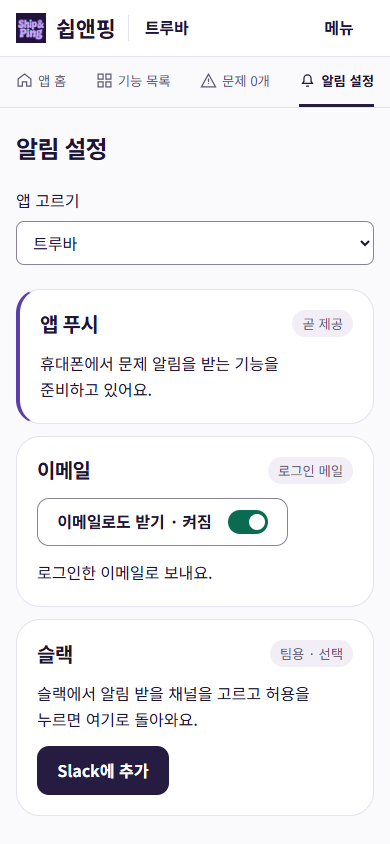 Ship&
Ping
쉽앤핑
트루바
메뉴
앱 홈
기능 목록
문제 0개
알림 설정
알림 설정
앱 고르기
트루바
앱 푸시
곧 제공
휴대폰에서 문제 알림을 받는 기능을
준비하고 있어요.
이메일
로그인 메일
이메일로도 받기 · 켜짐
로그인한 이메일로 보내요.
슬랙
팀용 · 선택
슬랙에서 알림 받을 채널을 고르고 허용을
누르면 여기로 돌아와요.
Slack에 추가